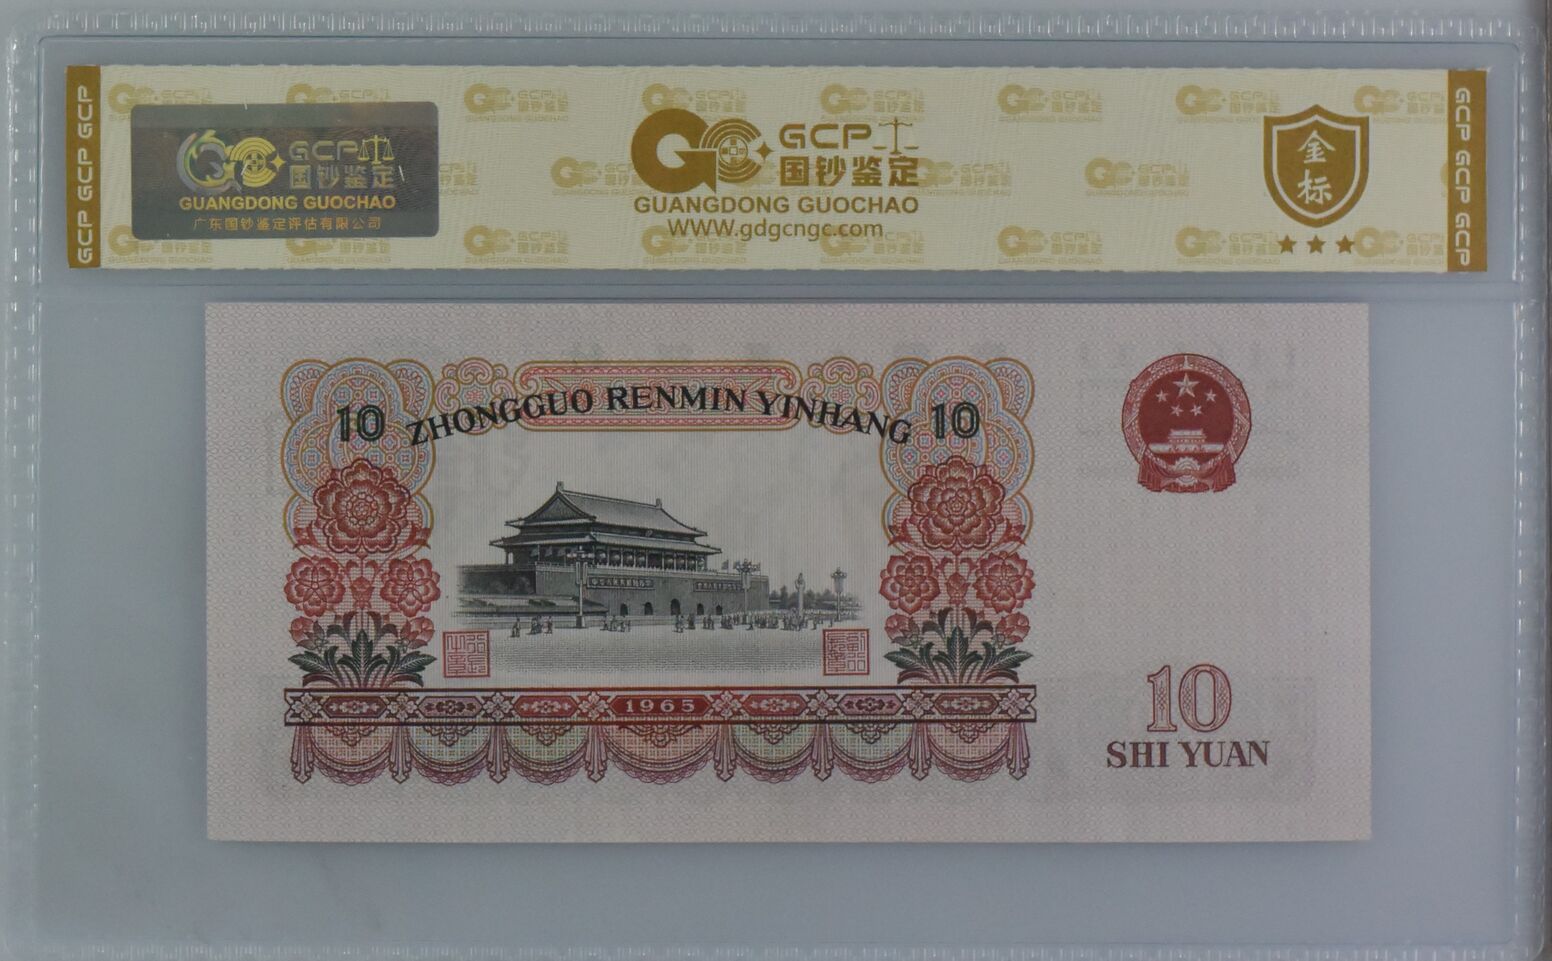 GCP GCP GCP
GCP
国钞鉴定
GUANGDONG GUOCHAO
广东国钞鉴定评估有限公司
GCP
国钞鉴定
GUANGDONG GUOCHAO
WWW.gdgcngc.com
金标
GCP GCP GCP
10 ZHONGGUO RENMIN YINHANG 10
1965
10
SHI YUAN